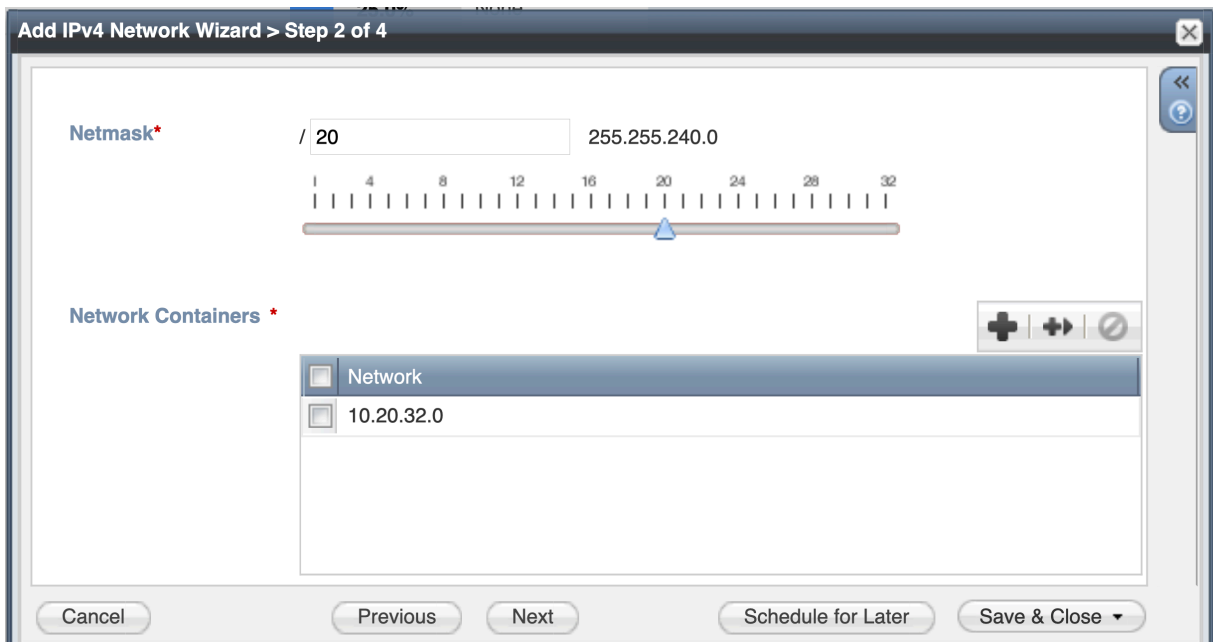 Add IPv4 Network Wizard > Step 2 of 4
Netmask* / 20 255.255.240.0
1 4 8 12 16 20 24 28 32
Network Containers *
Network
10.20.32.0
Cancel Previous Next Schedule for Later Save & Close